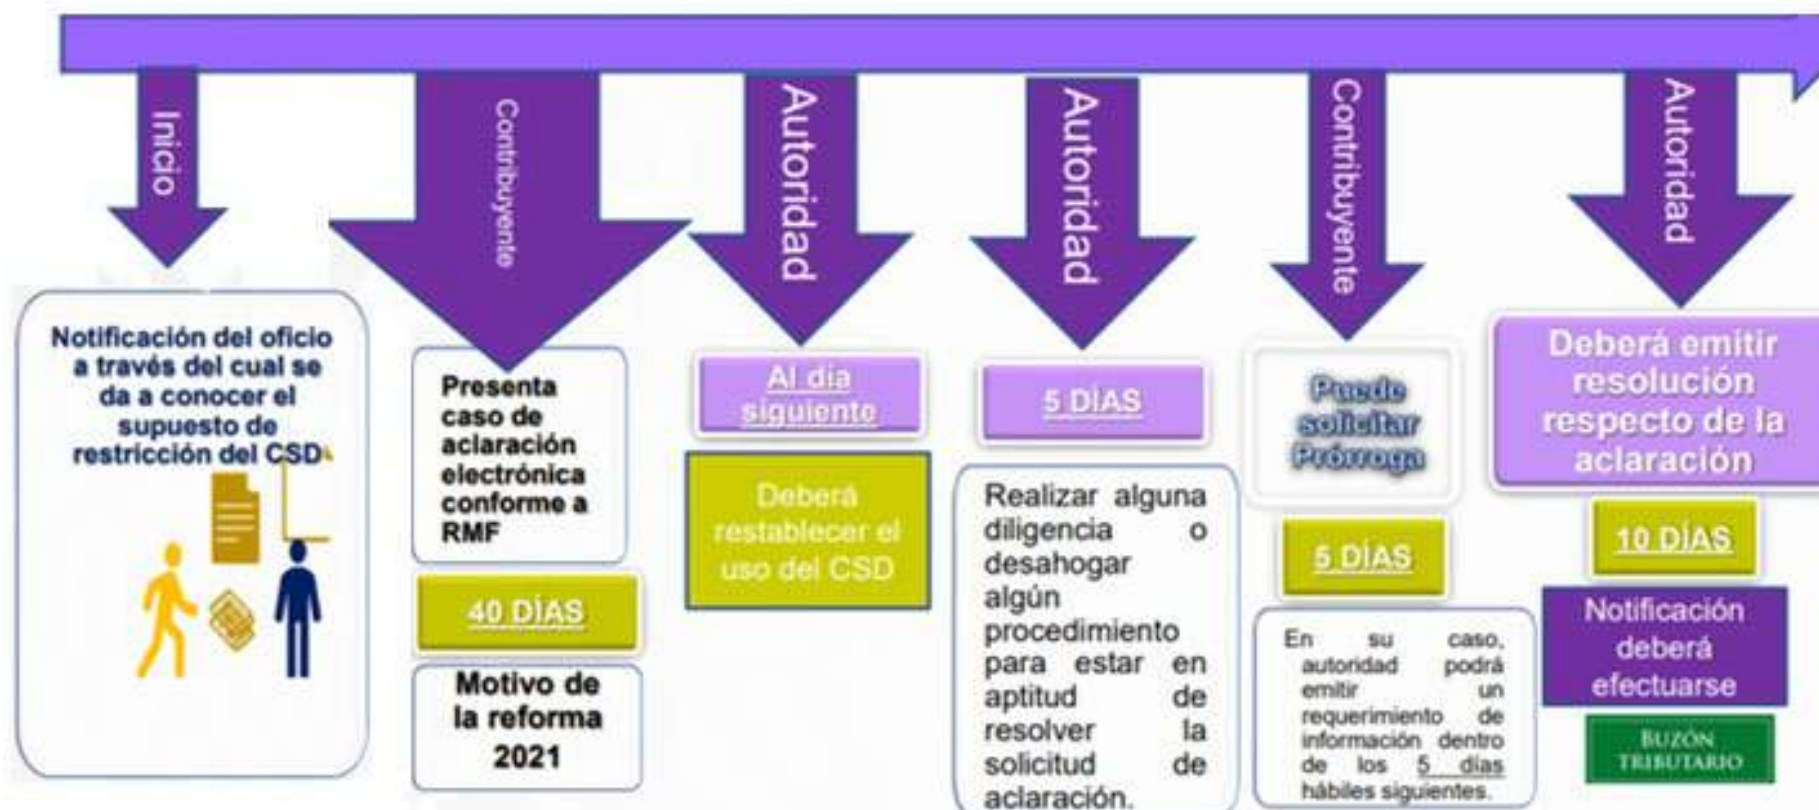 Inicio
Notificación del oficio
a través del cual se
da a conocer el
supuesto de
restricción del CSD
Contribuyente
Presenta
caso de
aclaración
electrónica
conforme a
RMF
40 DÍAS
Motivo de
la reforma
2021
Autoridad
Al día
siguiente
Deberá
restablecer el
uso del CSD
Autoridad
5 DÍAS
Realizar alguna
diligencia o
desahogar
algún
procedimiento
para estar en
aptitud de
resolver la
solicitud de
aclaración.
Contribuyente
Puede
solicitar
Prórroga
5 DÍAS
En su caso,
autoridad podrá
emitir un
requerimiento de
información dentro
de los 5 días
hábiles siguientes.
Autoridad
Deberá emitir
resolución
respecto de la
aclaración
10 DÍAS
Notificación
deberá
efectuarse
BUZÓN
TRIBUTARIO